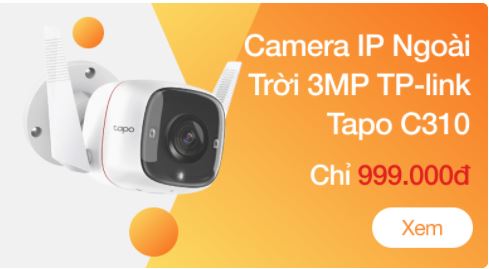 tapo
Camera IP Ngoài
Trời 3MP TP-link
Tapo C310
Chỉ 999.000đ
Xem